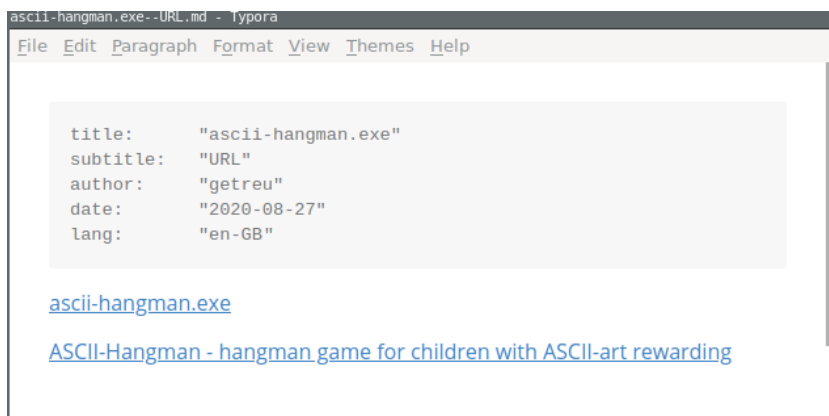 ascii-hangman.exe--URL.md - Typora
File Edit Paragraph Format View Themes Help
title: "ascii-hangman.exe"
subtitle: "URL"
author: "getreu"
date: "2020-08-27"
lang: "en-GB"
ascii-hangman.exe
ASCII-Hangman - hangman game for children with ASCII-art rewarding